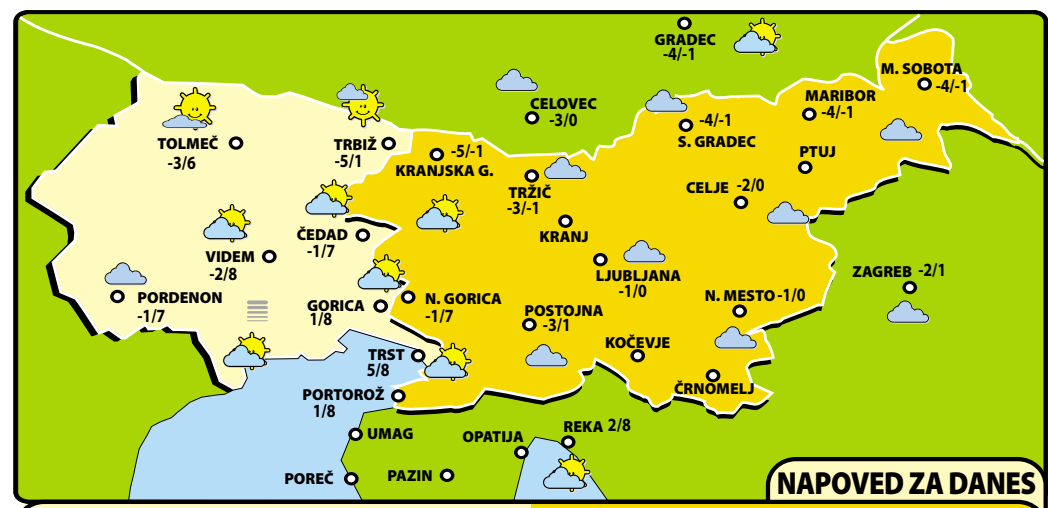 GRADEC
-4/-1
M. SOBOTA
-4/-1
CELOVEC
-3/0
MARIBOR
-4/-1
-4/-1
S. GRADEC
TOLMEČ
-3/6
TRBIŽ
-5/1
-5/-1
KRANJSKA G.
PTUJ
TRŽIČ
-3/-1
CELJE -2/0
KRANJ
ČEDAD
-1/7
VIDEM
-2/8
LJUBLJANA
-1/0
ZAGREB -2/1
PORDENON
-1/7
GORICA
1/8
N. GORICA
-1/7
POSTOJNA
-3/1
N. MESTO -1/0
KOČEVJE
TRST
5/8
ČRNOMELJ
PORTOROŽ
1/8
UMAG
OPATIJA
REKA 2/8
POREČ
PAZIN
NAPOVED ZA DANES